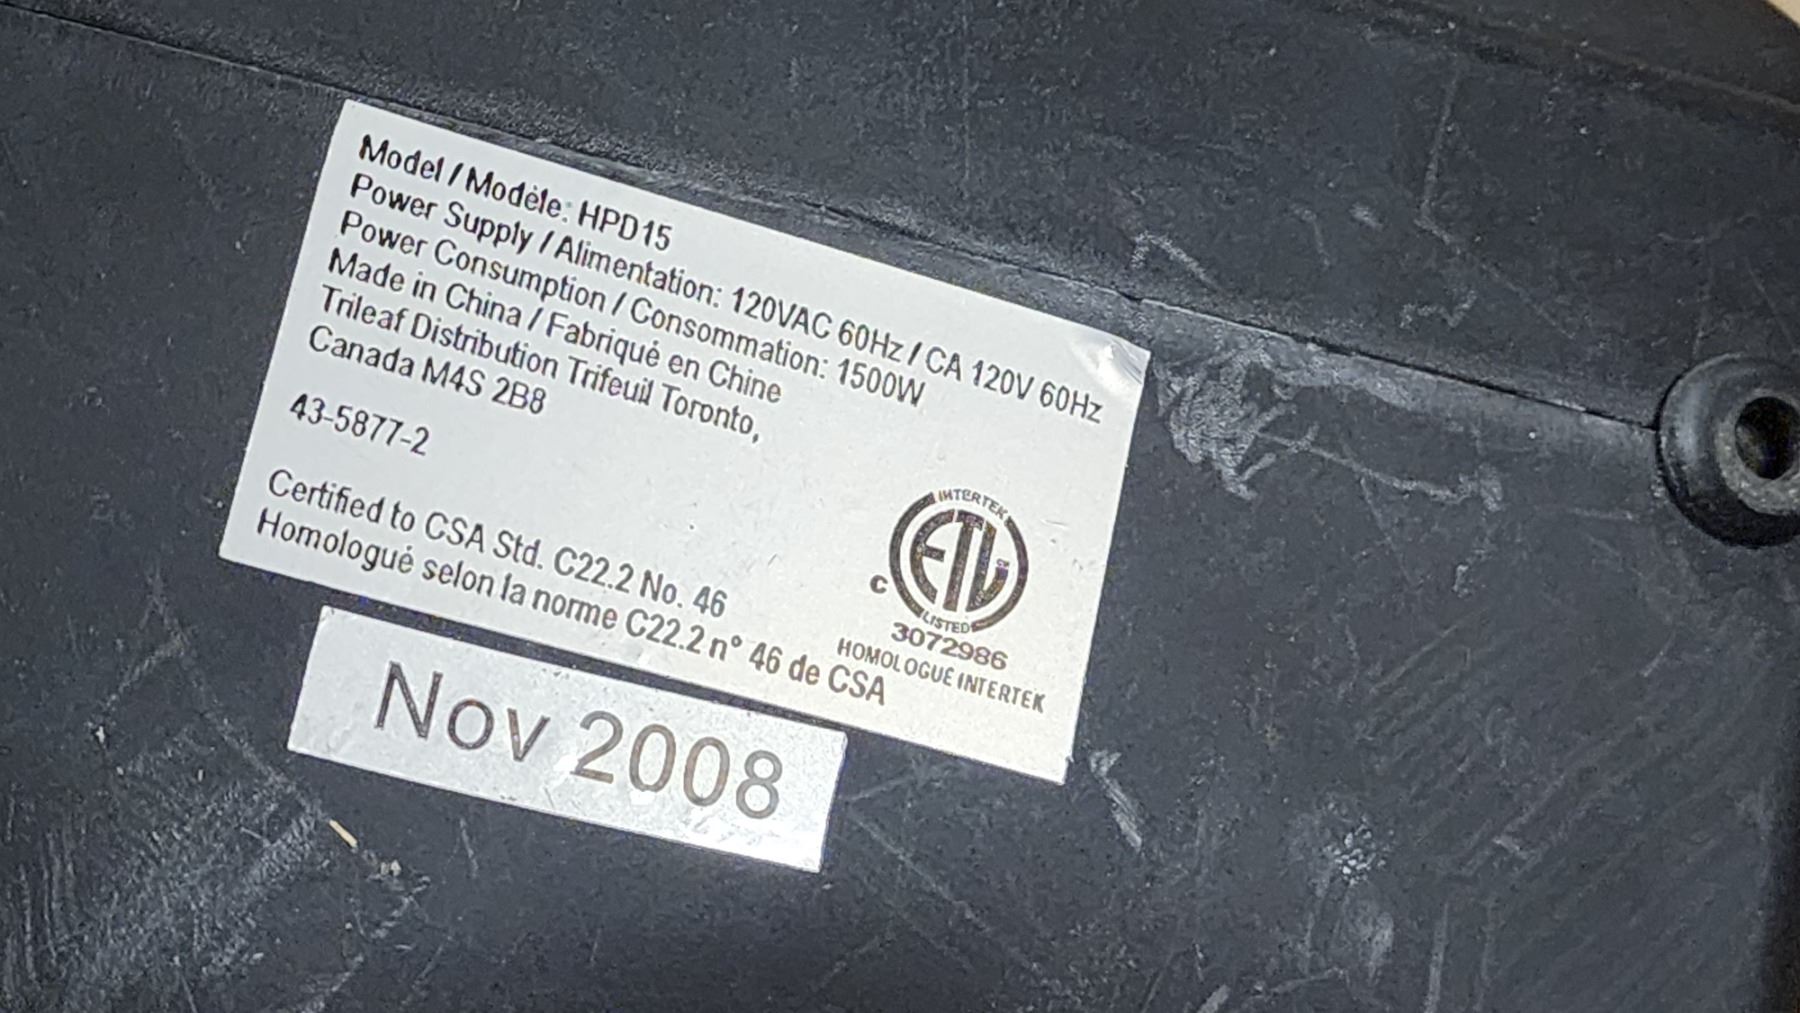 Model / Modèle: HPD15
Power Supply / Alimentation: 120VAC 60Hz / CA 120V 60Hz
Power Consumption / Consommation: 1500W
Made in China / Fabriqué en Chine
Trileaf Distribution Trifeuil Toronto,
Canada M4S 2B8
43-5877-2
Certified to CSA Std. C22.2 No. 46
Homologué selon la norme C22.2 n° 46 de CSA
INTERTEK
ETL
C
LISTED
3072986
HOMOLOGUÉ INTERTEK
Nov 2008